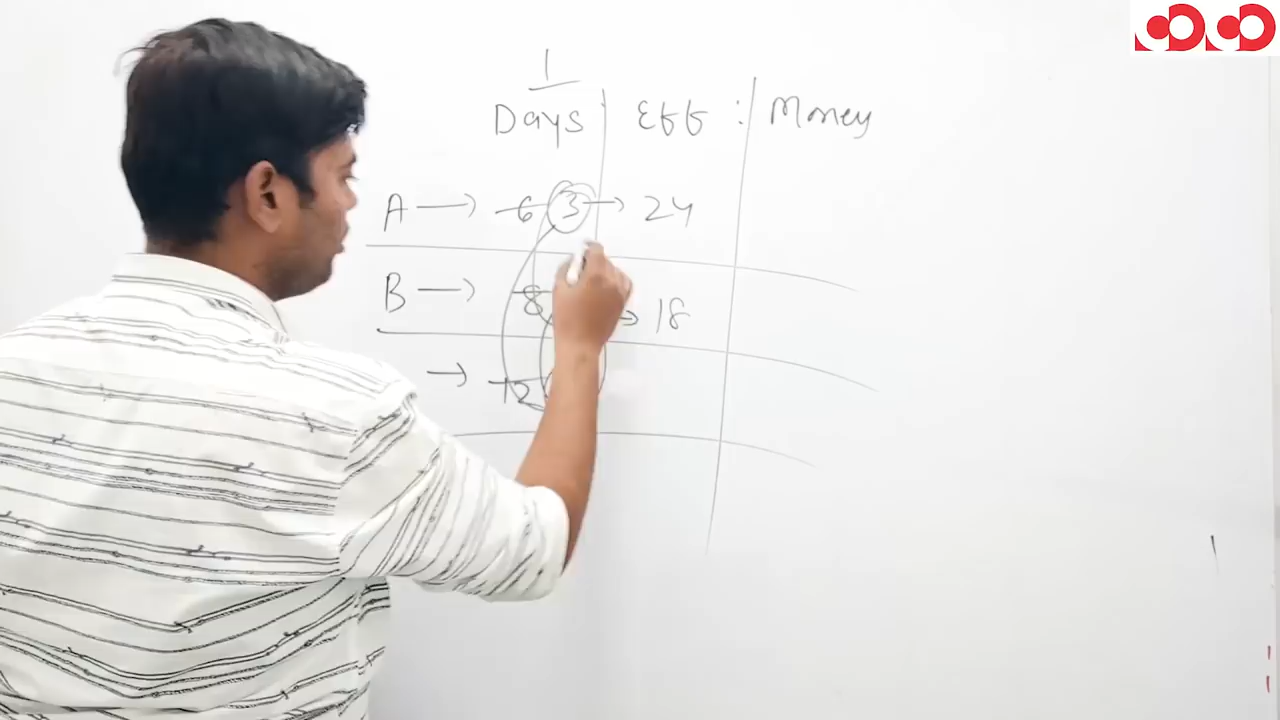 1
Days Eff : Money
A → 6 3 → 24
B → 8 → 18
→ 12